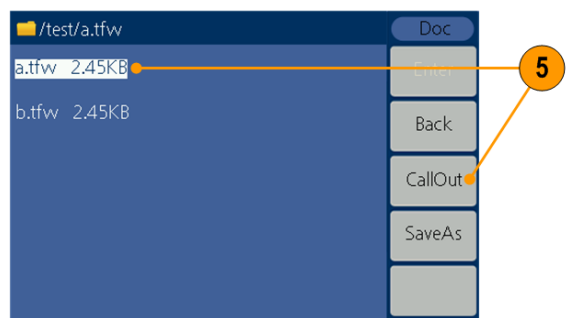 /test/a.tfw
Doc
a.tfw 2.45KB
Enter
5
b.tfw 2.45KB
Back
CallOut
SaveAs